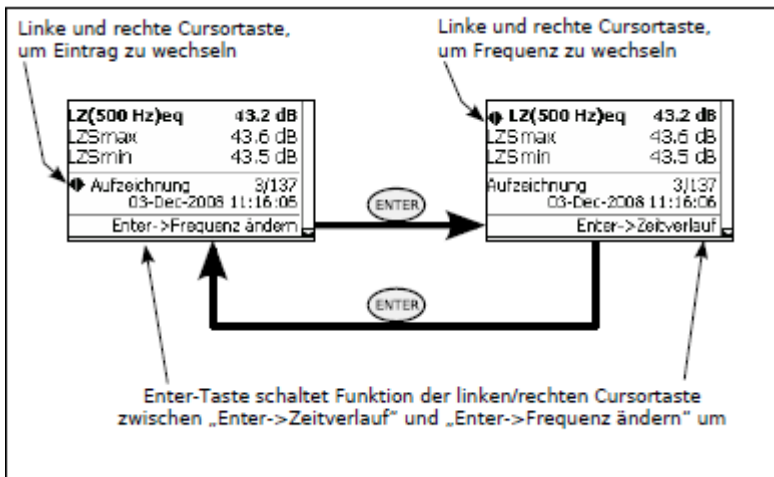 Linke und rechte Cursortaste,
um Eintrag zu wechseln
Linke und rechte Cursortaste,
um Frequenz zu wechseln
LZ(500 Hz)eq 43.2 dB
LZSmax 43.6 dB
LZSmin 43.5 dB
Aufzeichnung 3/137
03-Dec-2008 11:16:06
Enter->Frequenz ändern
ENTER
LZ(500 Hz)eq 43.2 dB
LZSmax 43.6 dB
LZSmin 43.5 dB
Aufzeichnung 3/137
03-Dec-2008 11:16:06
Enter->Zeitverlauf
ENTER
Enter-Taste schaltet Funktion der linken/rechten Cursortaste
zwischen „Enter->Zeitverlauf" und „Enter->Frequenz ändern" um